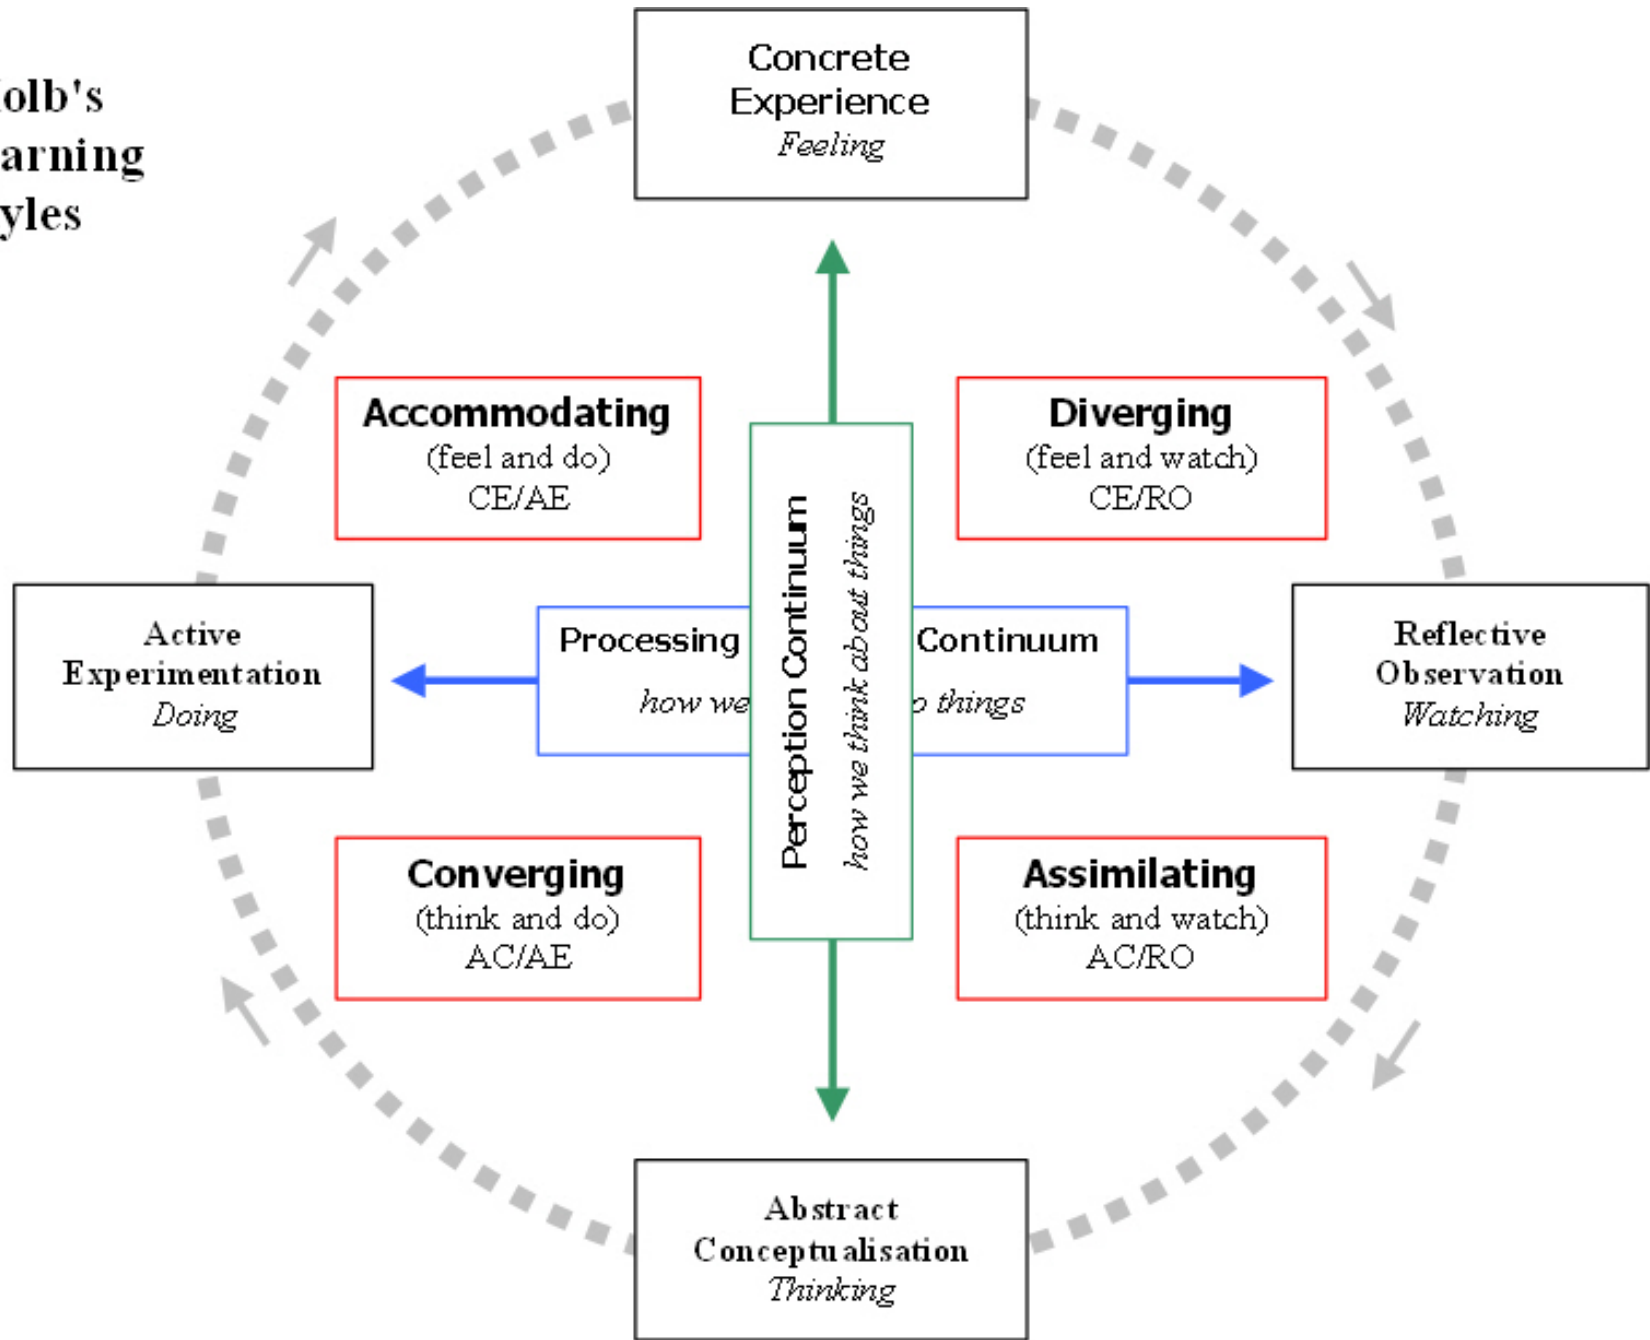 olb's
arning
yles
Concrete
Experience
Feeling
Accommodating
(feel and do)
CE/AE
Diverging
(feel and watch)
CE/RO
Active
Experimentation
Doing
Processing Continuum
how we o things
Perception Continuum
how we think about things
Reflective
Observation
Watching
Converging
(think and do)
AC/AE
Assimilating
(think and watch)
AC/RO
Abstract
Conceptualisation
Thinking